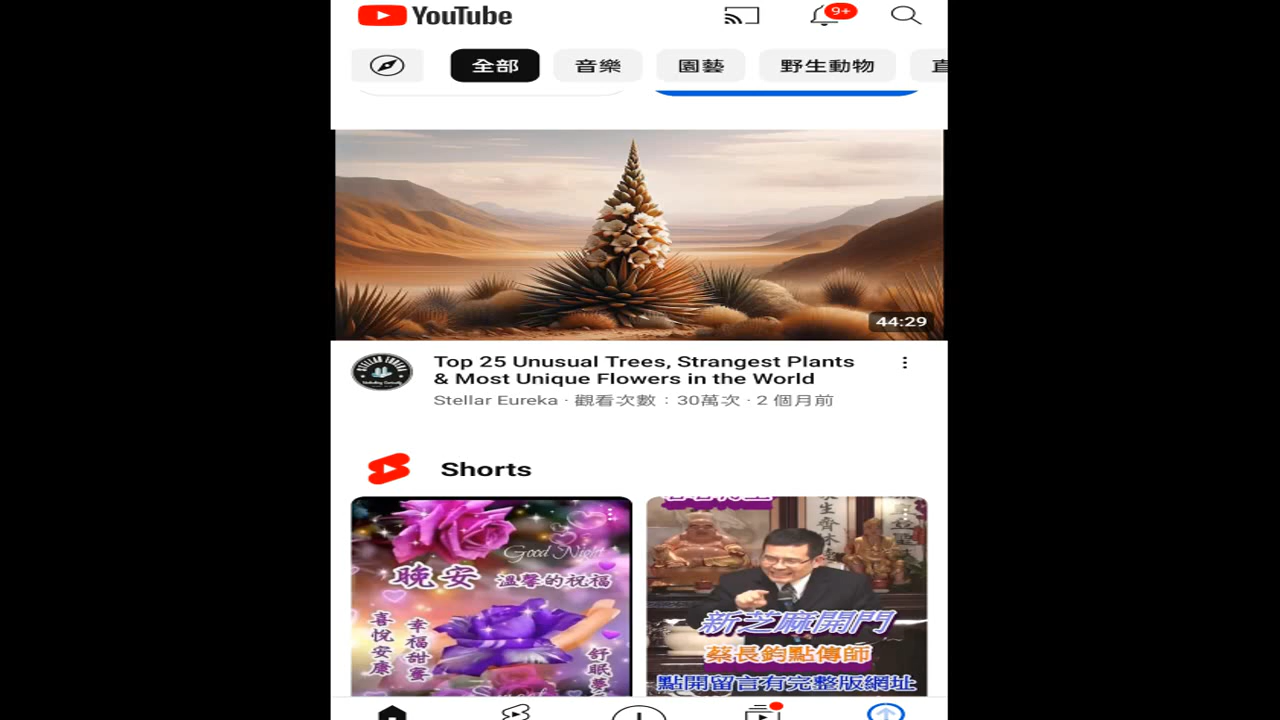 YouTube
9+
全部
音樂
園藝
野生動物
44:29
Top 25 Unusual Trees, Strangest Plants
& Most Unique Flowers in the World
Stellar Eureka · 觀看次數：30萬次 · 2 個月前
Shorts
Good Night
晚安
溫馨的祝福
喜悅安康
幸福甜蜜
新芝麻開門
蔡長鈞點傳師
點開留言有完整版網址